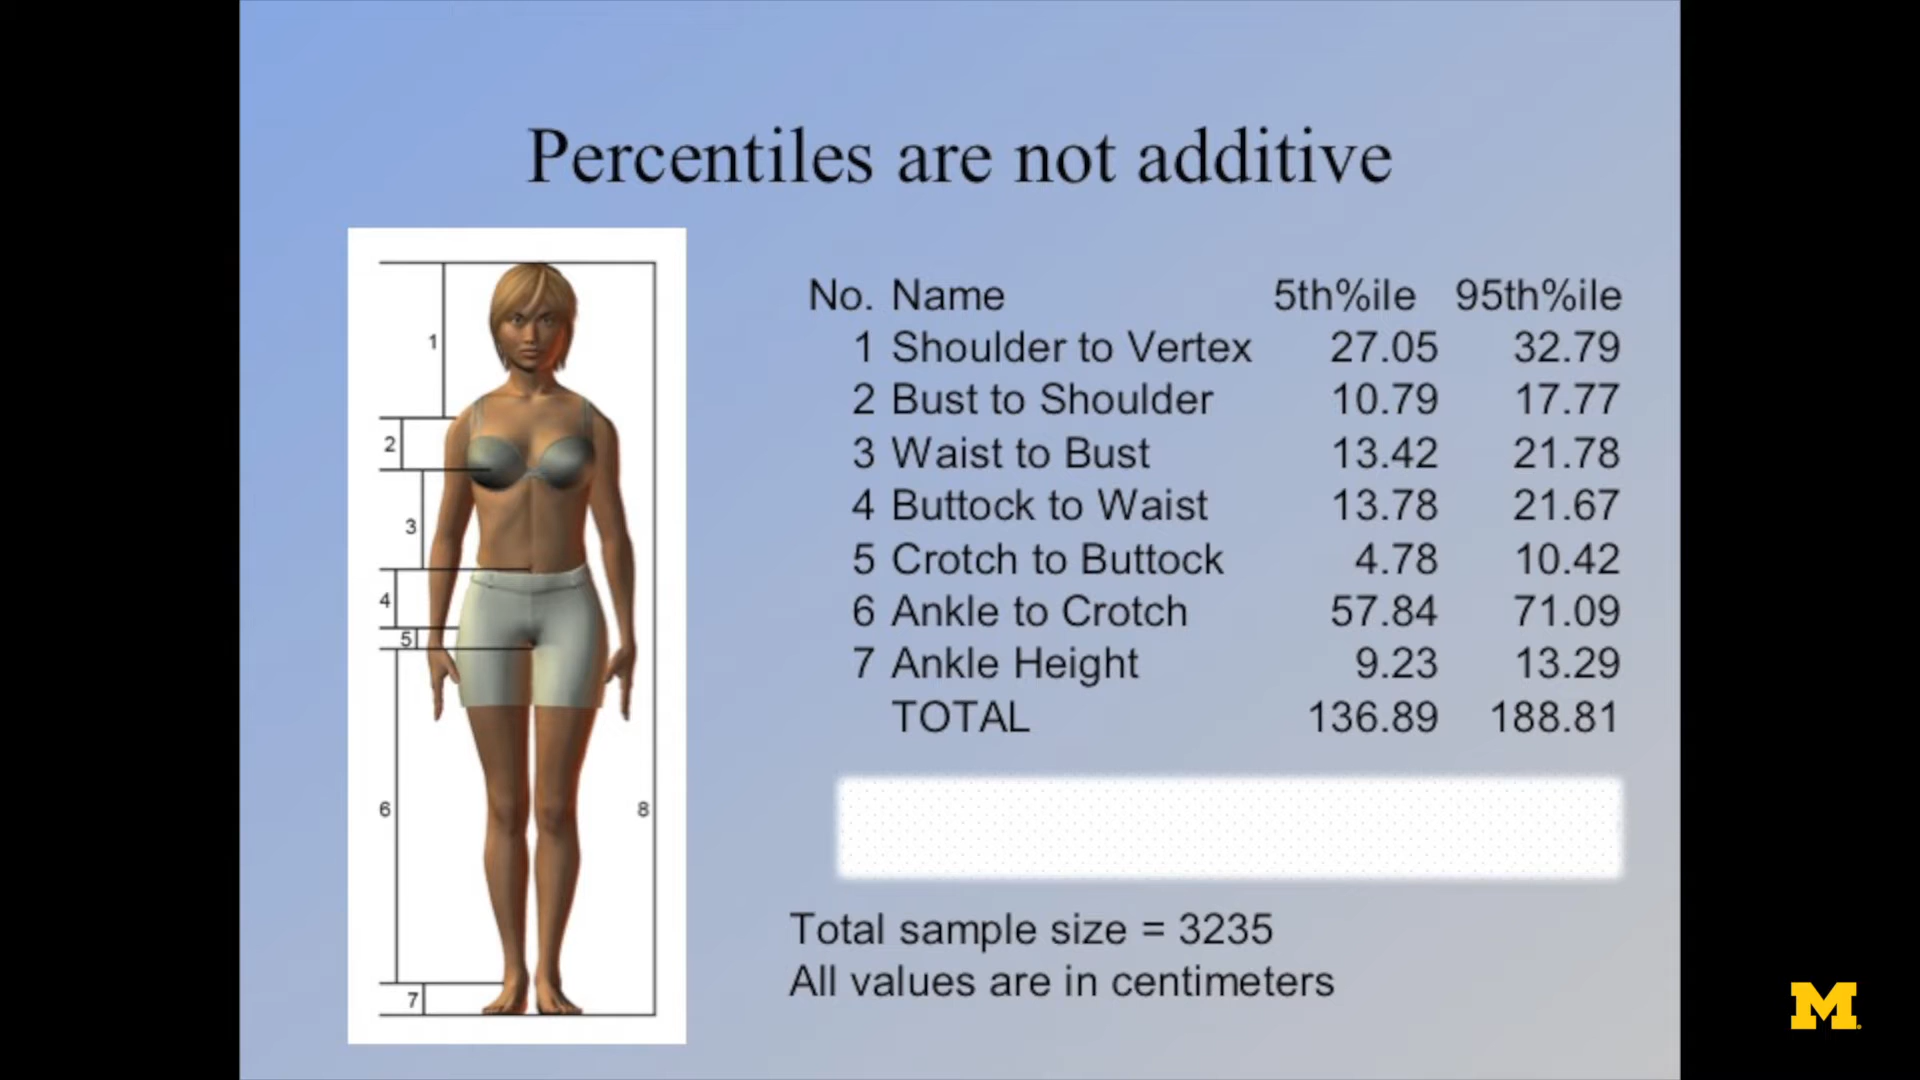 Percentiles are not additive
No. Name 5th%ile 95th%ile
1 Shoulder to Vertex 27.05 32.79
2 Bust to Shoulder 10.79 17.77
3 Waist to Bust 13.42 21.78
4 Buttock to Waist 13.78 21.67
5 Crotch to Buttock 4.78 10.42
6 Ankle to Crotch 57.84 71.09
7 Ankle Height 9.23 13.29
TOTAL 136.89 188.81
Total sample size = 3235
All values are in centimeters
1
2
3
4
5
6
8
7
M